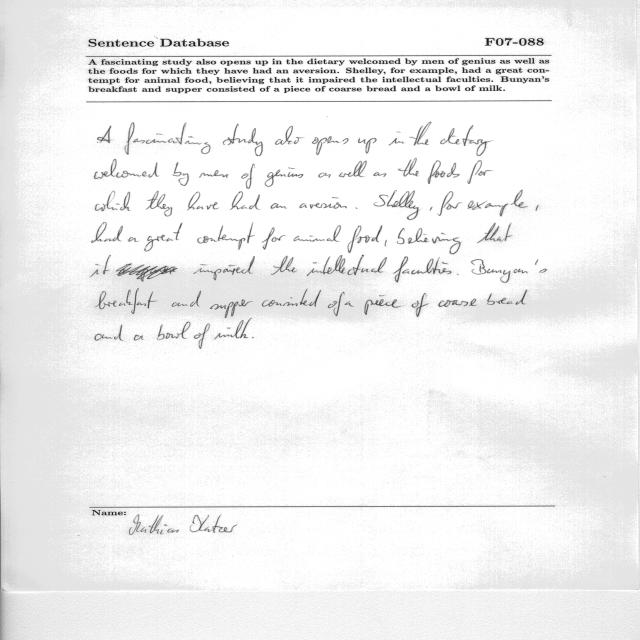 Sentence Database F07-088
A fascinating study also opens up in the dietary welcomed by men of genius as well as
the foods for which they have had an aversion. Shelley, for example, had a great con-
tempt for animal food, believing that it impaired the intellectual faculties. Bunyan's
breakfast and supper consisted of a piece of coarse bread and a bowl of milk.
A fascinating study also opens up in the dietary
welcomed by men of genius as well as the foods for
which they have had an aversion. Shelley, for example,
had a great contempt for animal food, believing that
it impaired the intellectual faculties. Bunyan's
breakfast and supper consisted of a piece of coarse bread
and a bowl of milk.
Name: